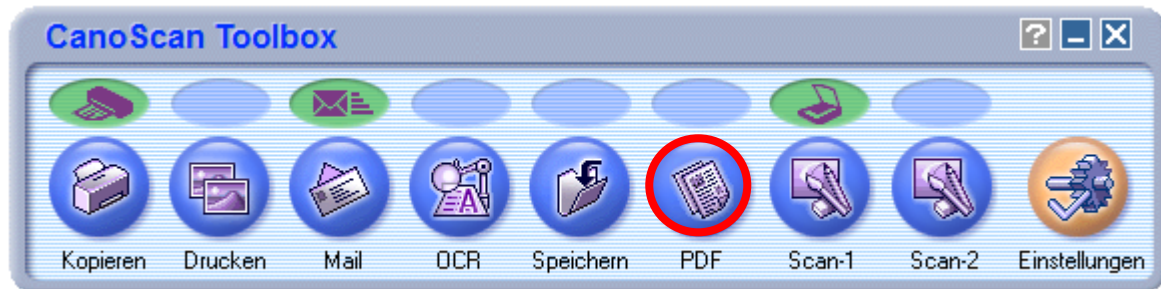 CanoScan Toolbox
Kopieren Drucken Mail OCR Speichern PDF Scan-1 Scan-2 Einstellungen